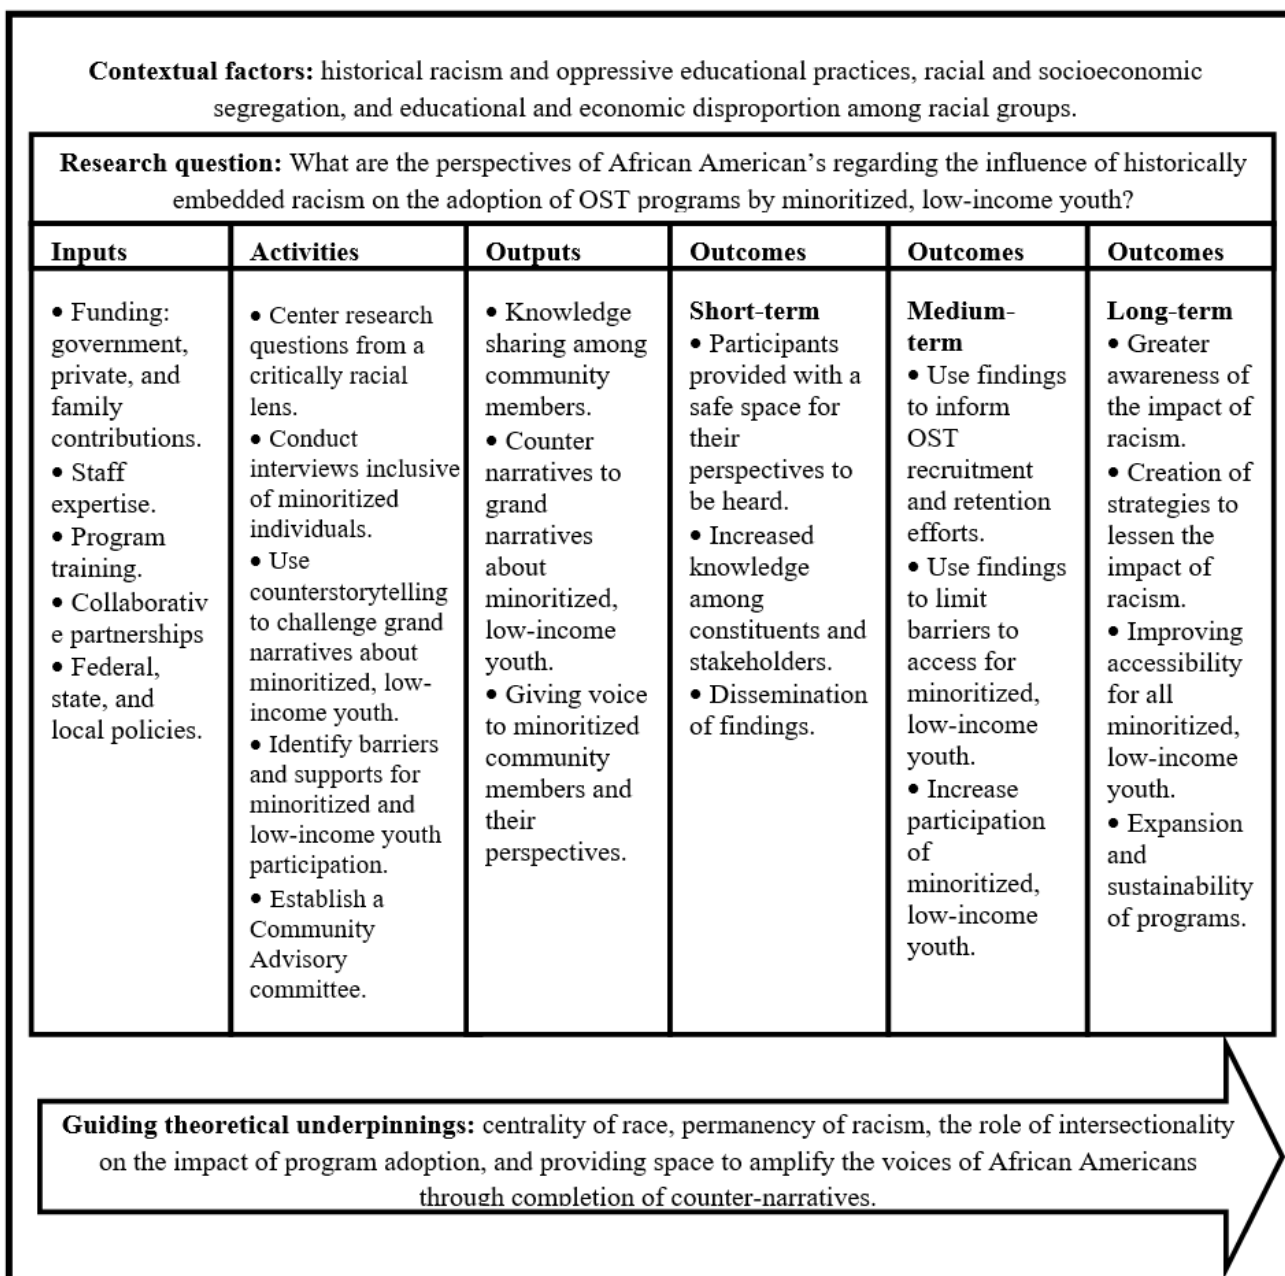 Contextual factors: historical racism and oppressive educational practices, racial and socioeconomic
segregation, and educational and economic disproportion among racial groups.
Research question: What are the perspectives of African American’s regarding the influence of historically
embedded racism on the adoption of OST programs by minoritized, low-income youth?
Inputs
• Funding:
government,
private, and
family
contributions.
• Staff
expertise.
• Program
training.
• Collaborativ
e partnerships
• Federal,
state, and
local policies.
Activities
• Center research
questions from a
critically racial
lens.
• Conduct
interviews inclusive
of minoritized
individuals.
• Use
counterstorytelling
to challenge grand
narratives about
minoritized, low-
income youth.
• Identify barriers
and supports for
minoritized and
low-income youth
participation.
• Establish a
Community
Advisory
committee.
Outputs
• Knowledge
sharing among
community
members.
• Counter
narratives to
grand
narratives
about
minoritized,
low-income
youth.
• Giving voice
to minoritized
community
members and
their
perspectives.
Outcomes
Short-term
• Participants
provided with a
safe space for
their
perspectives to
be heard.
• Increased
knowledge
among
constituents and
stakeholders.
• Dissemination
of findings.
Outcomes
Medium-
term
• Use findings
to inform
OST
recruitment
and retention
efforts.
• Use findings
to limit
barriers to
access for
minoritized,
low-income
youth.
• Increase
participation
of
minoritized,
low-income
youth.
Outcomes
Long-term
• Greater
awareness of
the impact of
racism.
• Creation of
strategies to
lessen the
impact of
racism.
• Improving
accessibility
for all
minoritized,
low-income
youth.
• Expansion
and
sustainability
of programs.
Guiding theoretical underpinnings: centrality of race, permanency of racism, the role of intersectionality
on the impact of program adoption, and providing space to amplify the voices of African Americans
through completion of counter-narratives.